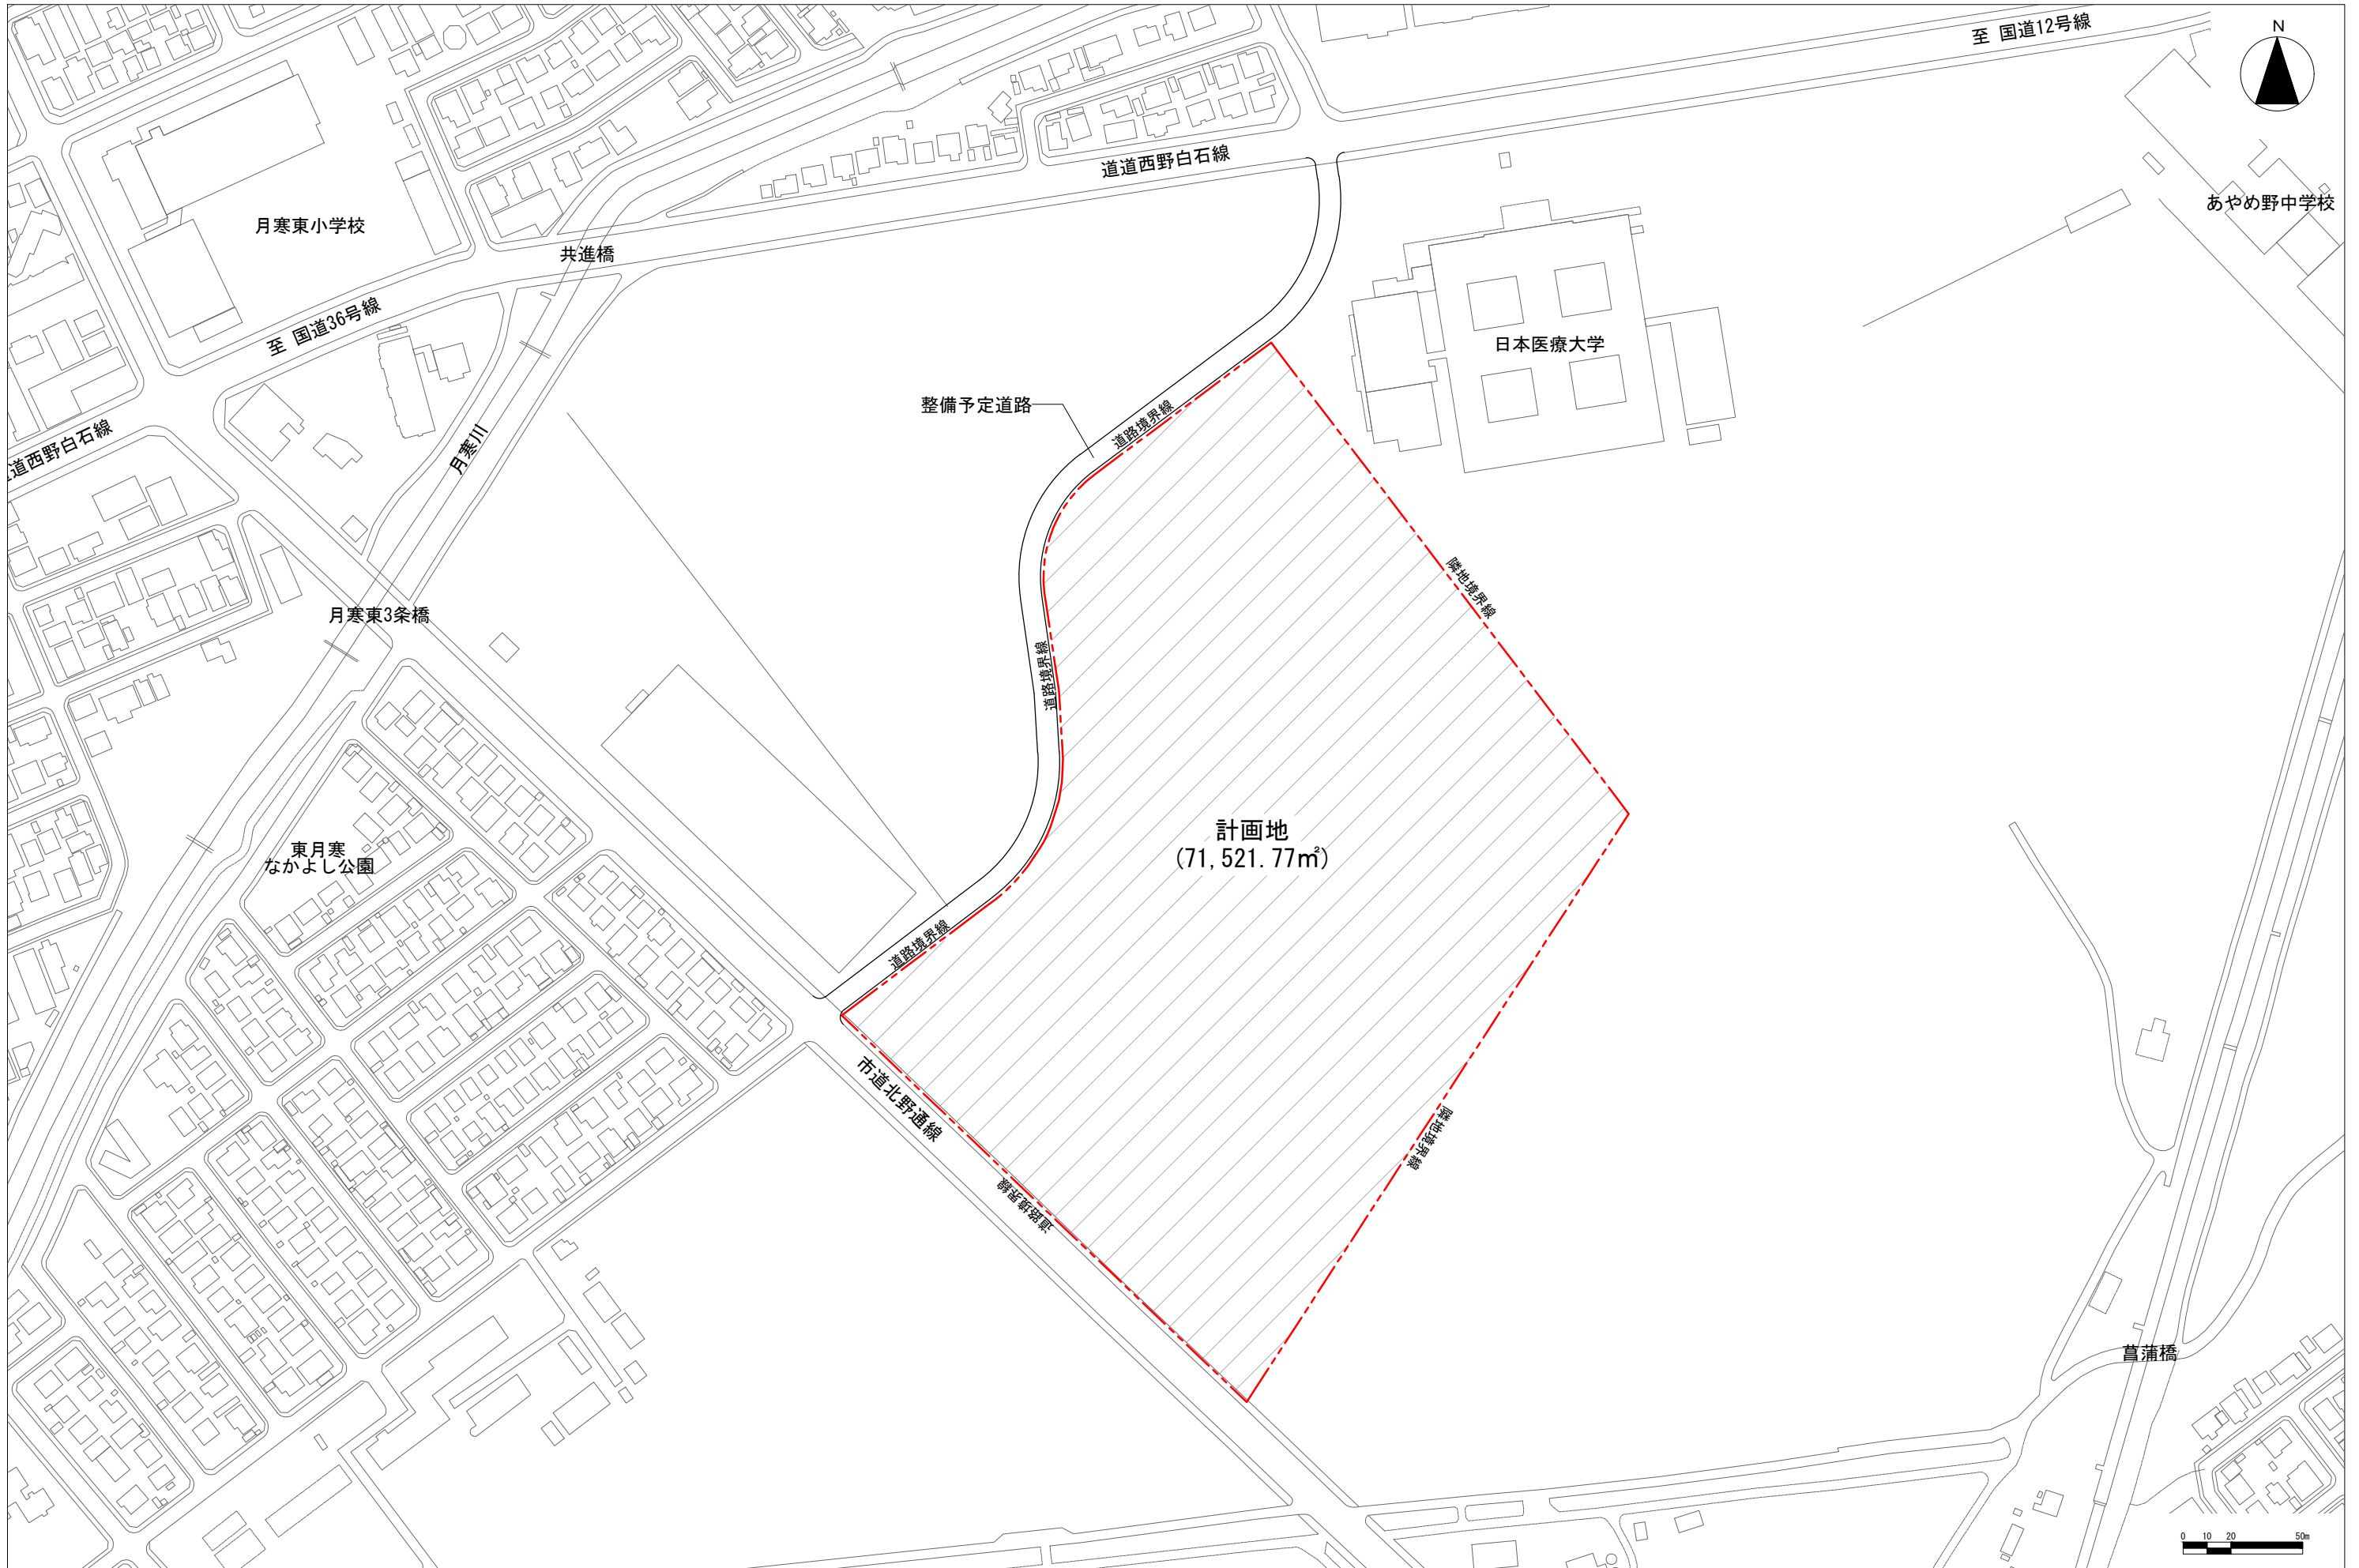 至 国道12号線
N
道道西野白石線
あやめ野中学校
月寒東小学校
共進橋
至 国道36号線
日本医療大学
整備予定道路
道路境界線
道西野白石線
月寒川
隣地境界線
月寒東3条橋
道路境界線
計画地
(71,521.77㎡)
東月寒
なかよし公園
道路境界線
市道北野通線
隣地境界線
道路境界線
菖蒲橋
0 10 20 50m